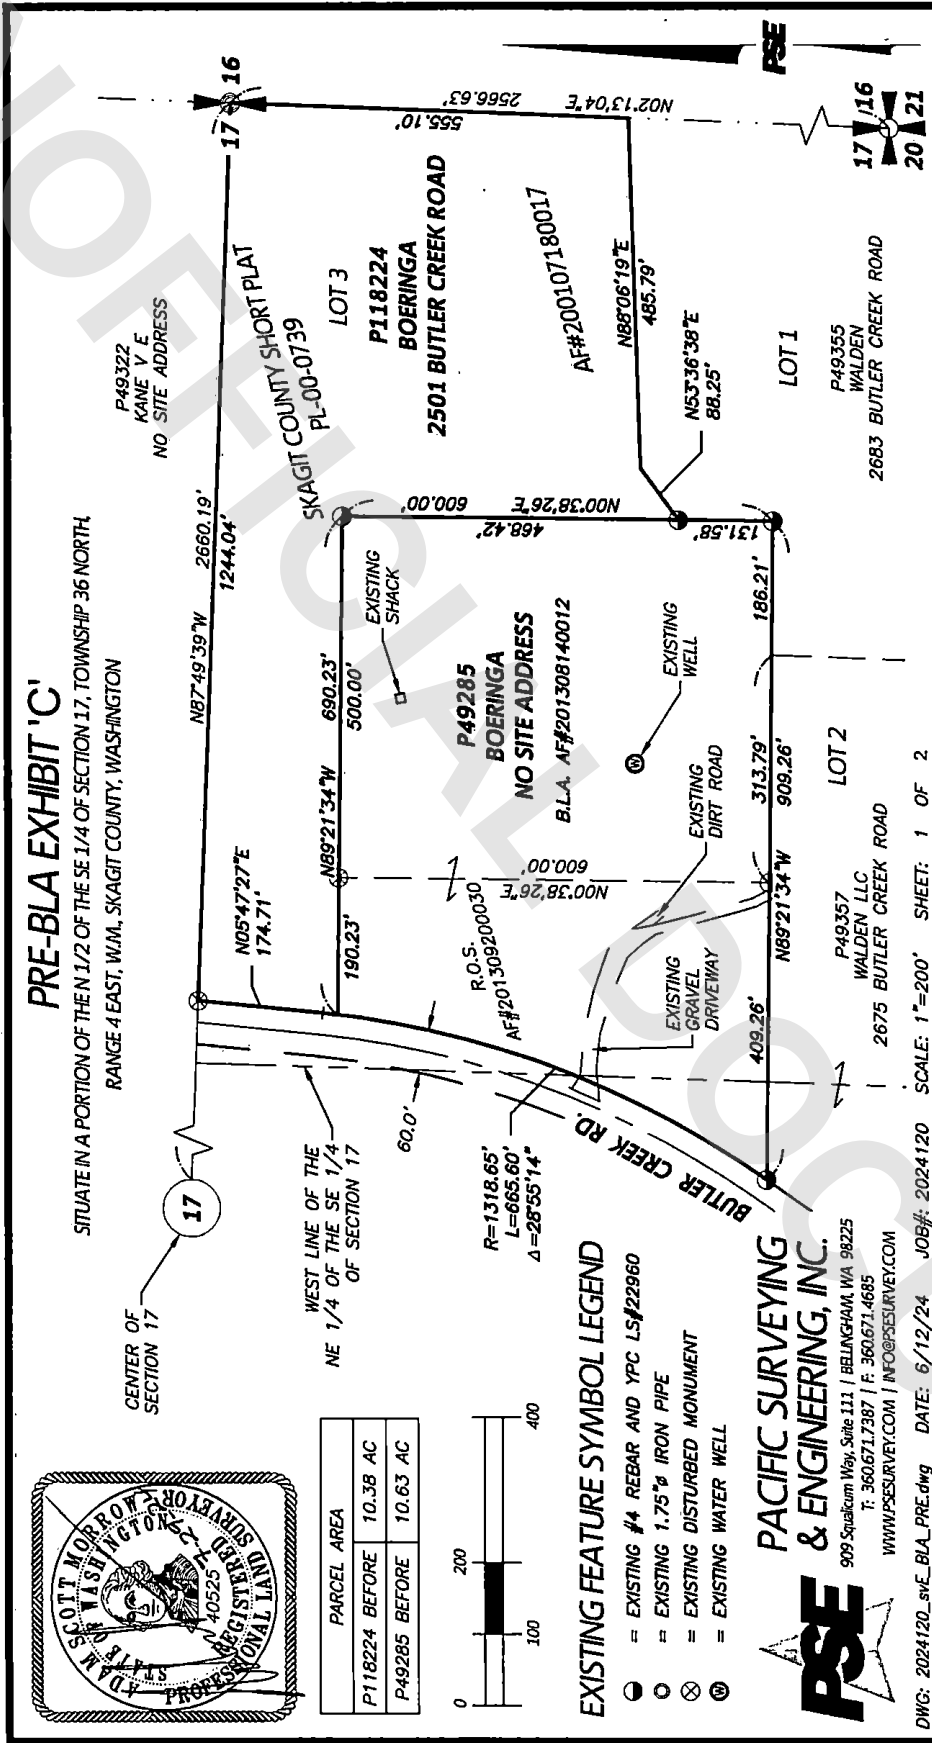 PRE-BLA EXHIBIT 'C'
SITUATE IN A PORTION OF THE N 1/2 OF THE SE 1/4 OF SECTION 17, TOWNSHIP 36 NORTH,
RANGE 4 EAST, W.M., SKAGIT COUNTY, WASHINGTON
ADAM SCOTT MORROW
STATE OF WASHINGTON
40525
REGISTERED
PROFESSIONAL LAND SURVEYOR
CENTER OF
SECTION 17
17
P49322
KANE V E
NO SITE ADDRESS
N87°49'39"W
2660.19'
1244.04'
17 16
N05°47'27"E
174.71'
SKAGIT COUNTY SHORT PLAT
PL-00-0739
LOT 3
P118224
BOERINGA
2501 BUTLER CREEK ROAD
AF#200107180017
555.10'
2566.63'
N02°13'04"E
WEST LINE OF THE
NE 1/4 OF THE SE 1/4
OF SECTION 17
60.0'
190.23'
N89°21'34"W
690.23'
500.00'
EXISTING
SHACK
600.00'
468.42'
N00°38'26"E
R.O.S.
AF#201309200030
N00°38'26"E
600.00'
P49285
BOERINGA
NO SITE ADDRESS
B.L.A. AF#201308140012
N88°06'19"E
485.79'
N53°36'38"E
88.25'
R=1318.65'
L=665.60'
Δ=28°55'14"
BUTLER CREEK RD.
EXISTING
GRAVEL
DRIVEWAY
EXISTING
DIRT ROAD
EXISTING
WELL
W
131.58'
409.26'
N89°21'34"W
313.79'
909.26'
186.21'
LOT 2
P49357
WALDEN LLC
2675 BUTLER CREEK ROAD
LOT 1
P49355
WALDEN
2683 BUTLER CREEK ROAD
17 16
20 21
PSE
PARCEL AREA
P118224 BEFORE 10.38 AC
P49285 BEFORE 10.63 AC
0 100 200 400
EXISTING FEATURE SYMBOL LEGEND
= EXISTING #4 REBAR AND YPC LS#22960
= EXISTING 1.75"ø IRON PIPE
= EXISTING DISTURBED MONUMENT
W = EXISTING WATER WELL
PSE
PACIFIC SURVEYING
& ENGINEERING, INC.
909 Squalicum Way, Suite 111 | BELLINGHAM, WA 98225
T: 360.671.7387 | F: 360.671.4685
WWW.PSESURVEY.COM | INFO@PSESURVEY.COM
DWG: 2024120_svE_BLA_PRE.dwg DATE: 6/12/24 JOB#: 2024120 SCALE: 1"=200' SHEET: 1 OF 2